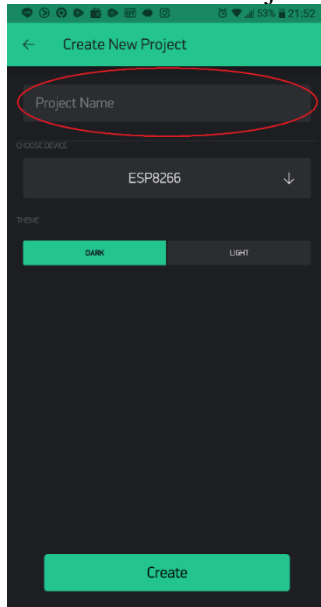 53% 21:52
Create New Project
Project Name
CHOOSE DEVICE
ESP8266
THEME
DARK LIGHT
Create